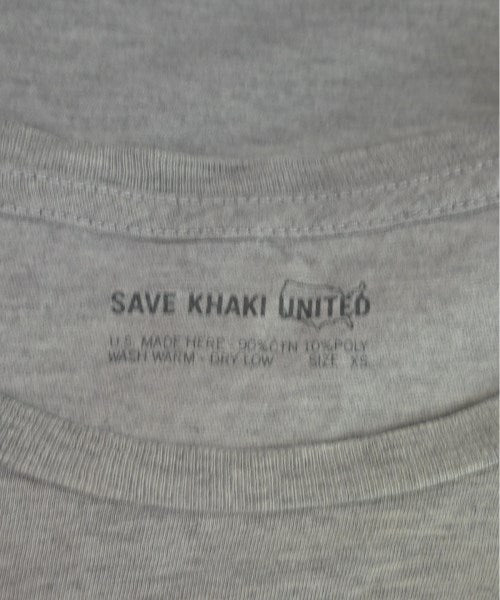 SAVE KHAKI UNITED
U.S. MADE HERE - 90%CTN 10%POLY
WASH WARM - DRY LOW SIZE XS